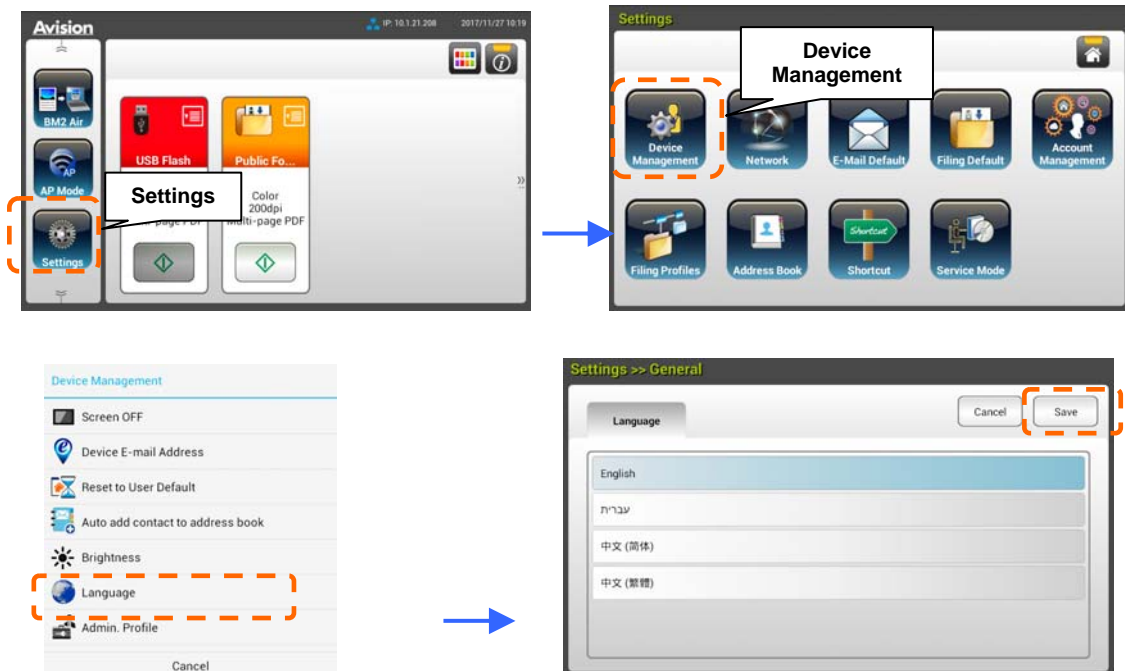 Avision
IP: 10.1.21.208
2017/11/27 10:19
BM2 Air
AP Mode
Settings
USB Flash
Public Fo...
Settings
Color
200dpi
Multi-page PDF
Settings
Device
Management
Device
Management
Network
E-Mail Default
Filing Default
Account
Management
Filing Profiles
Address Book
Shortcut
Shortcut
Service Mode
Device Management
Screen OFF
Device E-mail Address
Reset to User Default
Auto add contact to address book
Brightness
Language
Admin. Profile
Cancel
Settings >> General
Language
Cancel
Save
English
עברית
中文 (简体)
中文 (繁體)